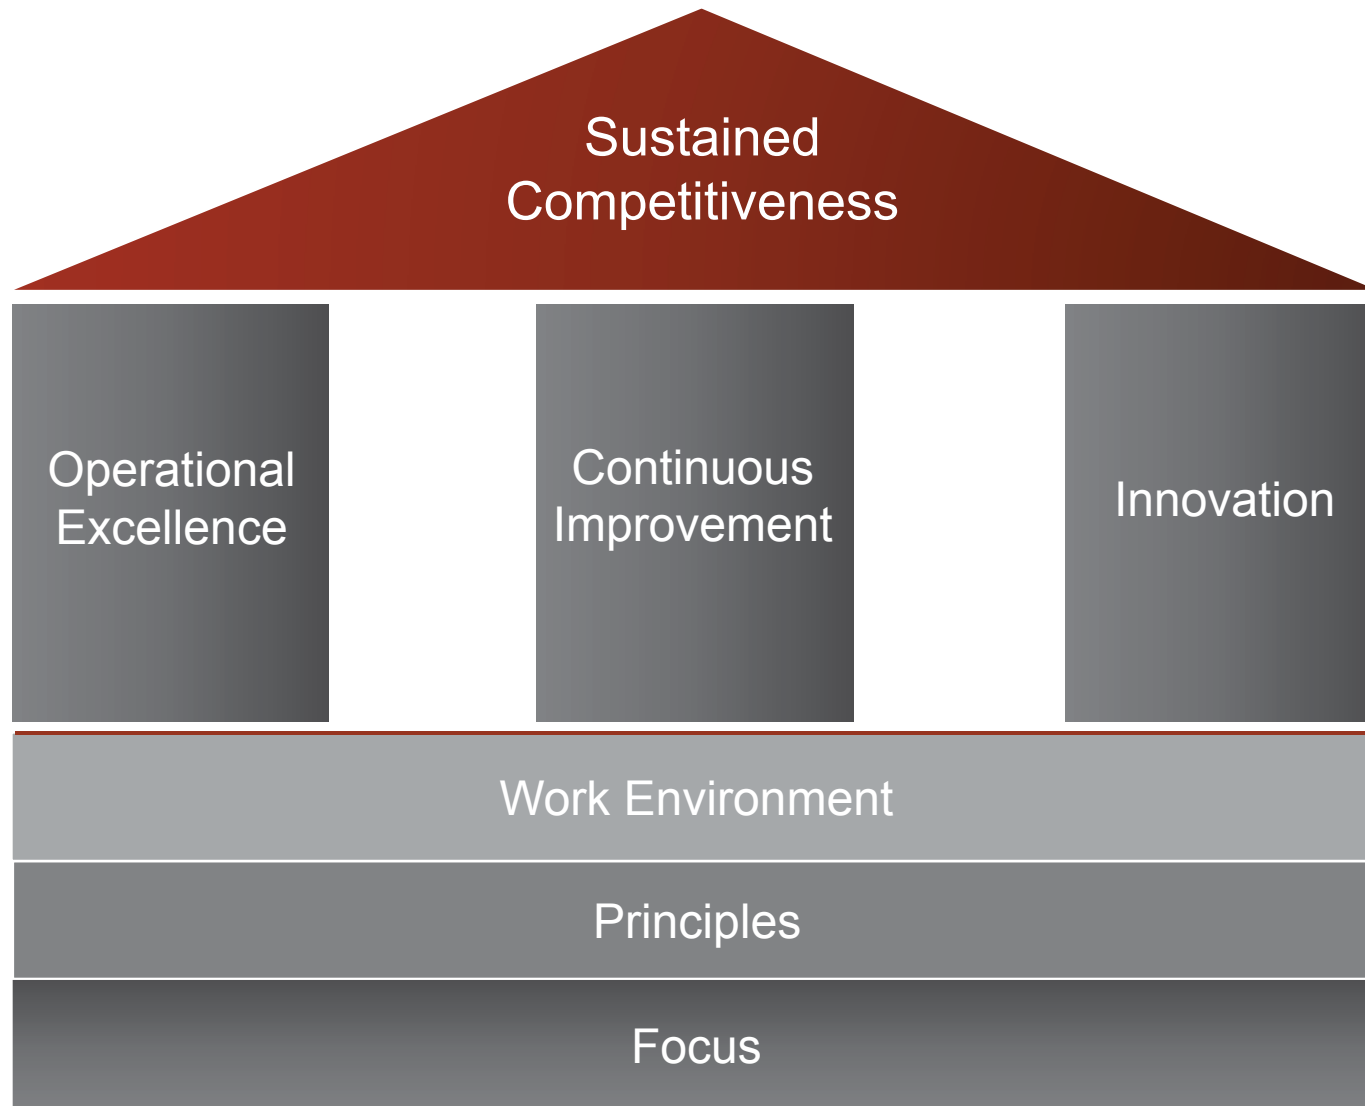 Sustained
Competitiveness
Operational
Excellence
Continuous
Improvement
Innovation
Work Environment
Principles
Focus